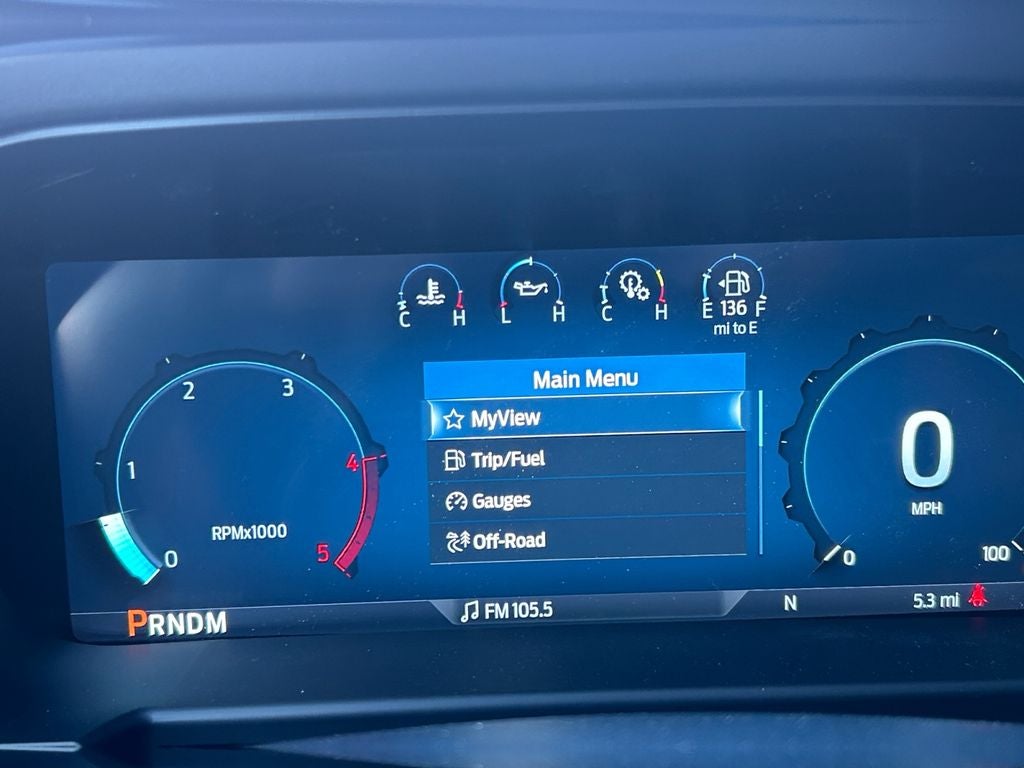 C H
L H
C H
E 136 F
mi to E
Main Menu
MyView
Trip/Fuel
Gauges
Off-Road
0 1 2 3 4 5
RPMx1000
0
MPH
0 100
PRNDM
FM 105.5
N
5.3 mi